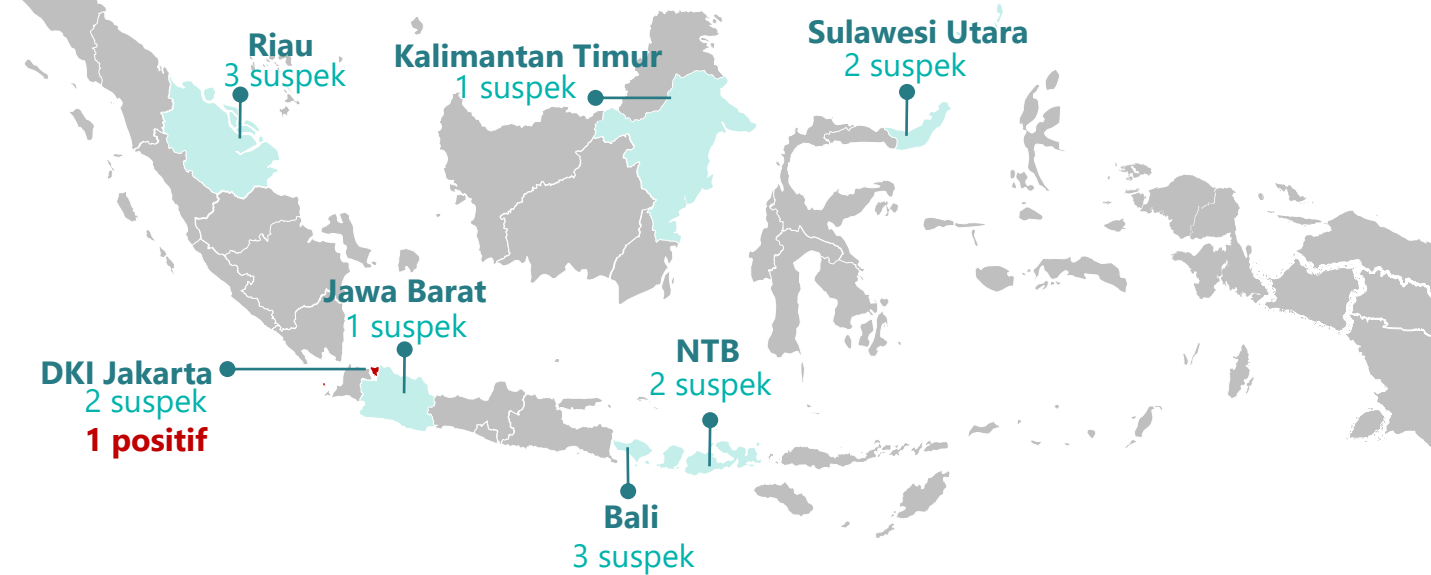 Riau
3 suspek
Kalimantan Timur
1 suspek
Sulawesi Utara
2 suspek
Jawa Barat
1 suspek
DKI Jakarta
2 suspek
1 positif
NTB
2 suspek
Bali
3 suspek